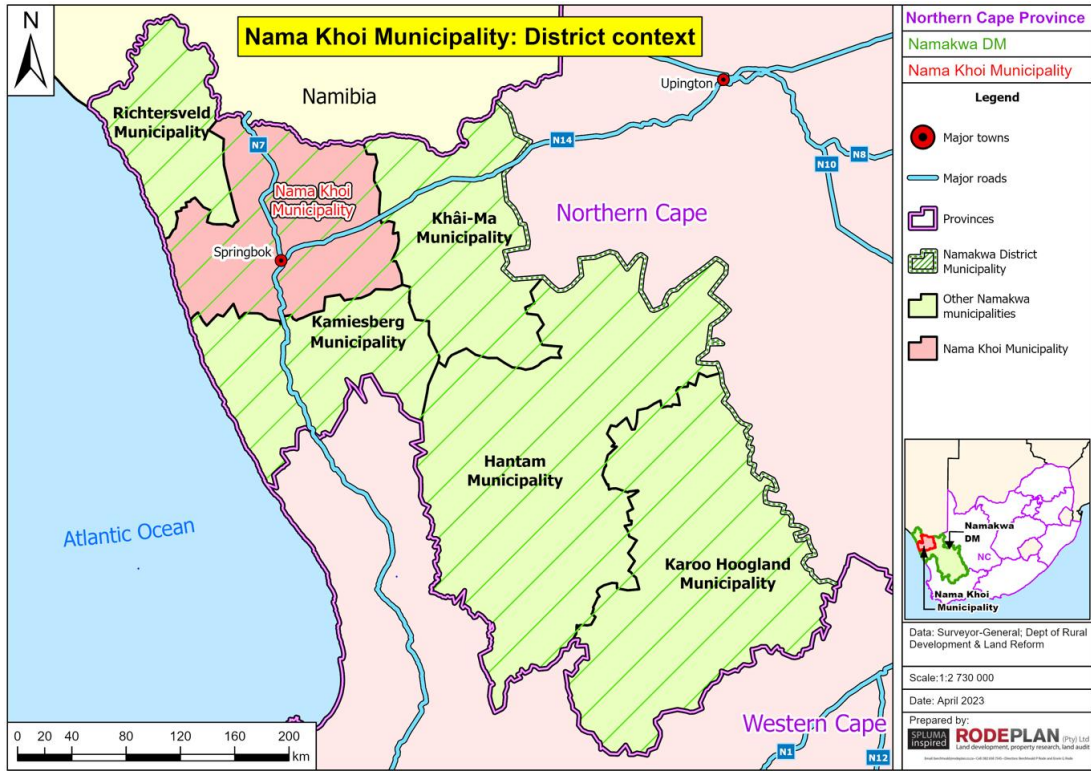 N
Nama Khoi Municipality: District context
Namibia
Upington
Richtersveld
Municipality
N7
N14
N8
N10
Nama Khoi
Municipality
Khâi-Ma
Municipality
Northern Cape
Springbok
Kamiesberg
Municipality
Hantam
Municipality
Atlantic Ocean
Karoo Hoogland
Municipality
Western Cape
N1
N12
0 20 40 80 120 160 200
km
Northern Cape Province
Namakwa DM
Nama Khoi Municipality
Legend
Major towns
Major roads
Provinces
Namakwa District
Municipality
Other Namakwa
municipalities
Nama Khoi Municipality
Namakwa
DM
NC
Nama Khoi
Municipality
Data: Surveyor-General; Dept of Rural
Development & Land Reform
Scale:1:2 730 000
Date: April 2023
Prepared by:
SPLUMA
inspired
RODEPLAN (Pty) Ltd
Land development, property research, land audit